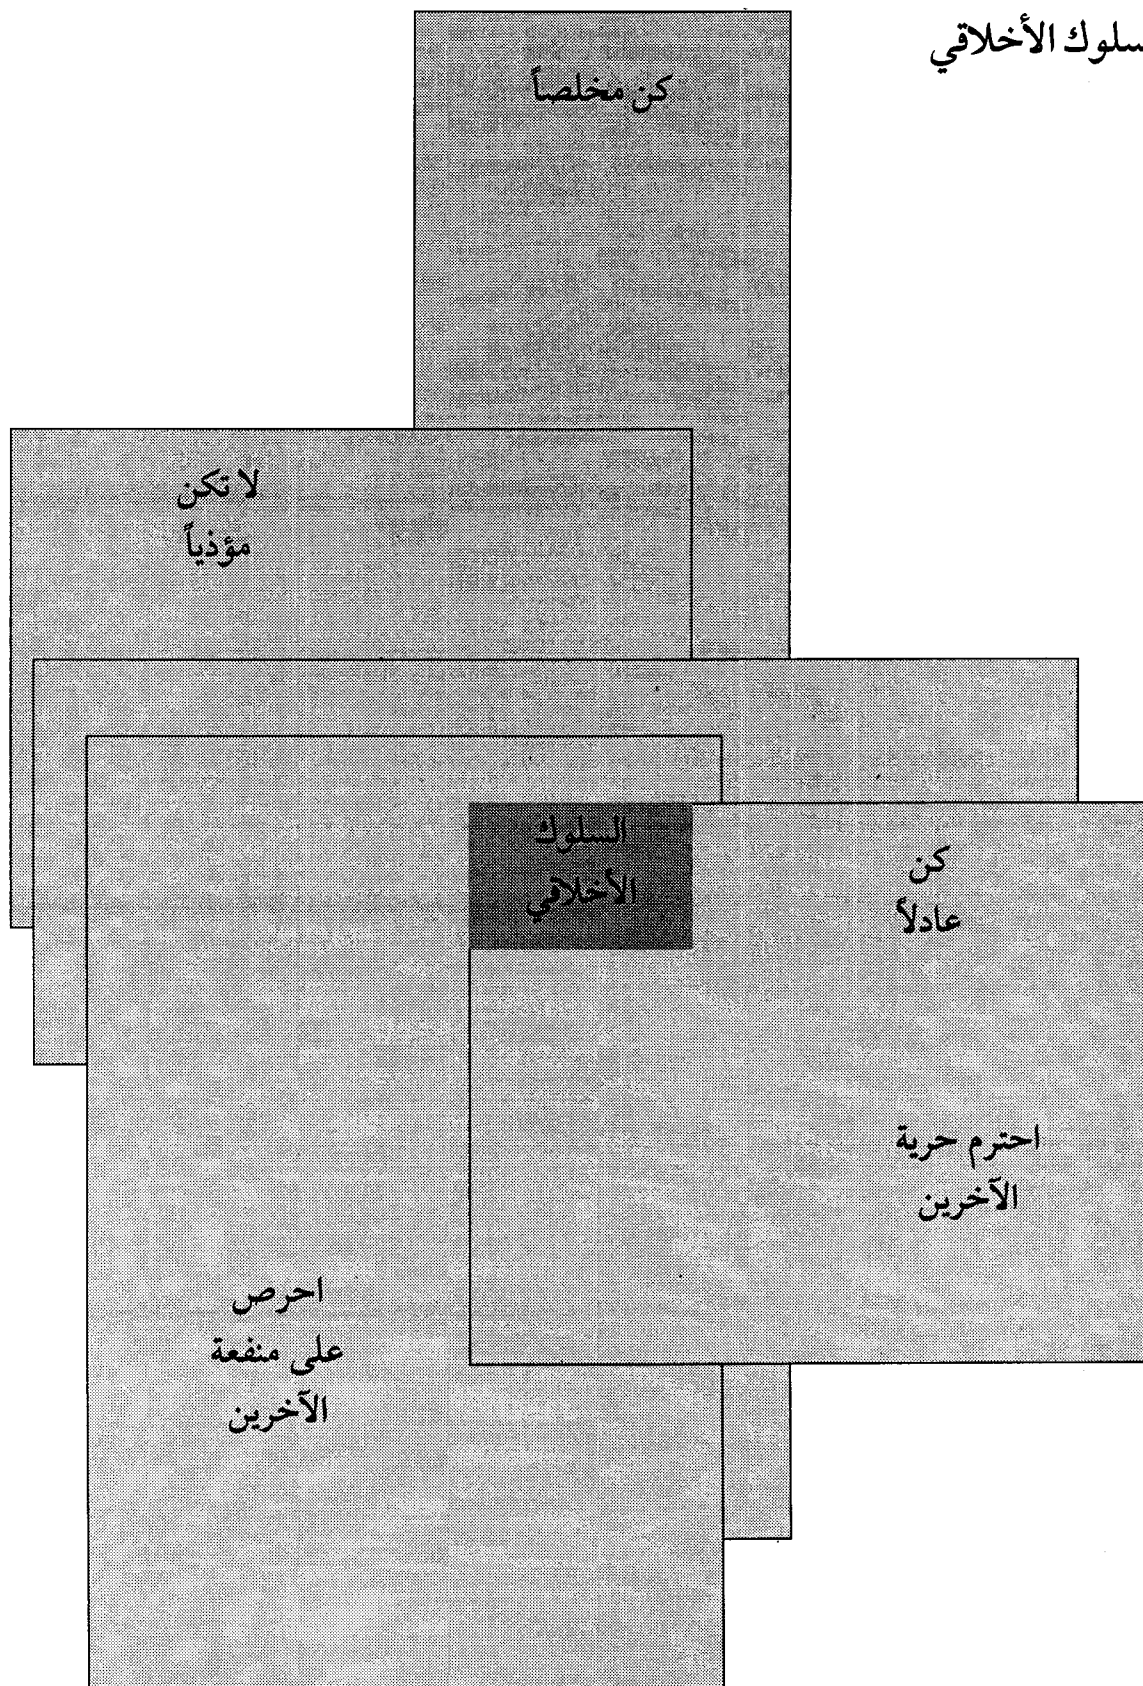 سلوك الأخلاقي
كن مخلصاً
لا تكن
مؤذياً
السلوك
الأخلاقي
كن
عادلاً
احترم حرية
الآخرين
احرص
على منفعة
الآخرين